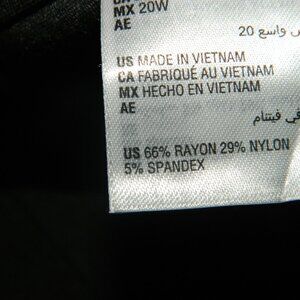 MX 20W
AE
واسع 20
US MADE IN VIETNAM
CA FABRIQUÉ AU VIETNAM
MX HECHO EN VIETNAM
AE
في فيتنام
US 66% RAYON 29% NYLON
5% SPANDEX